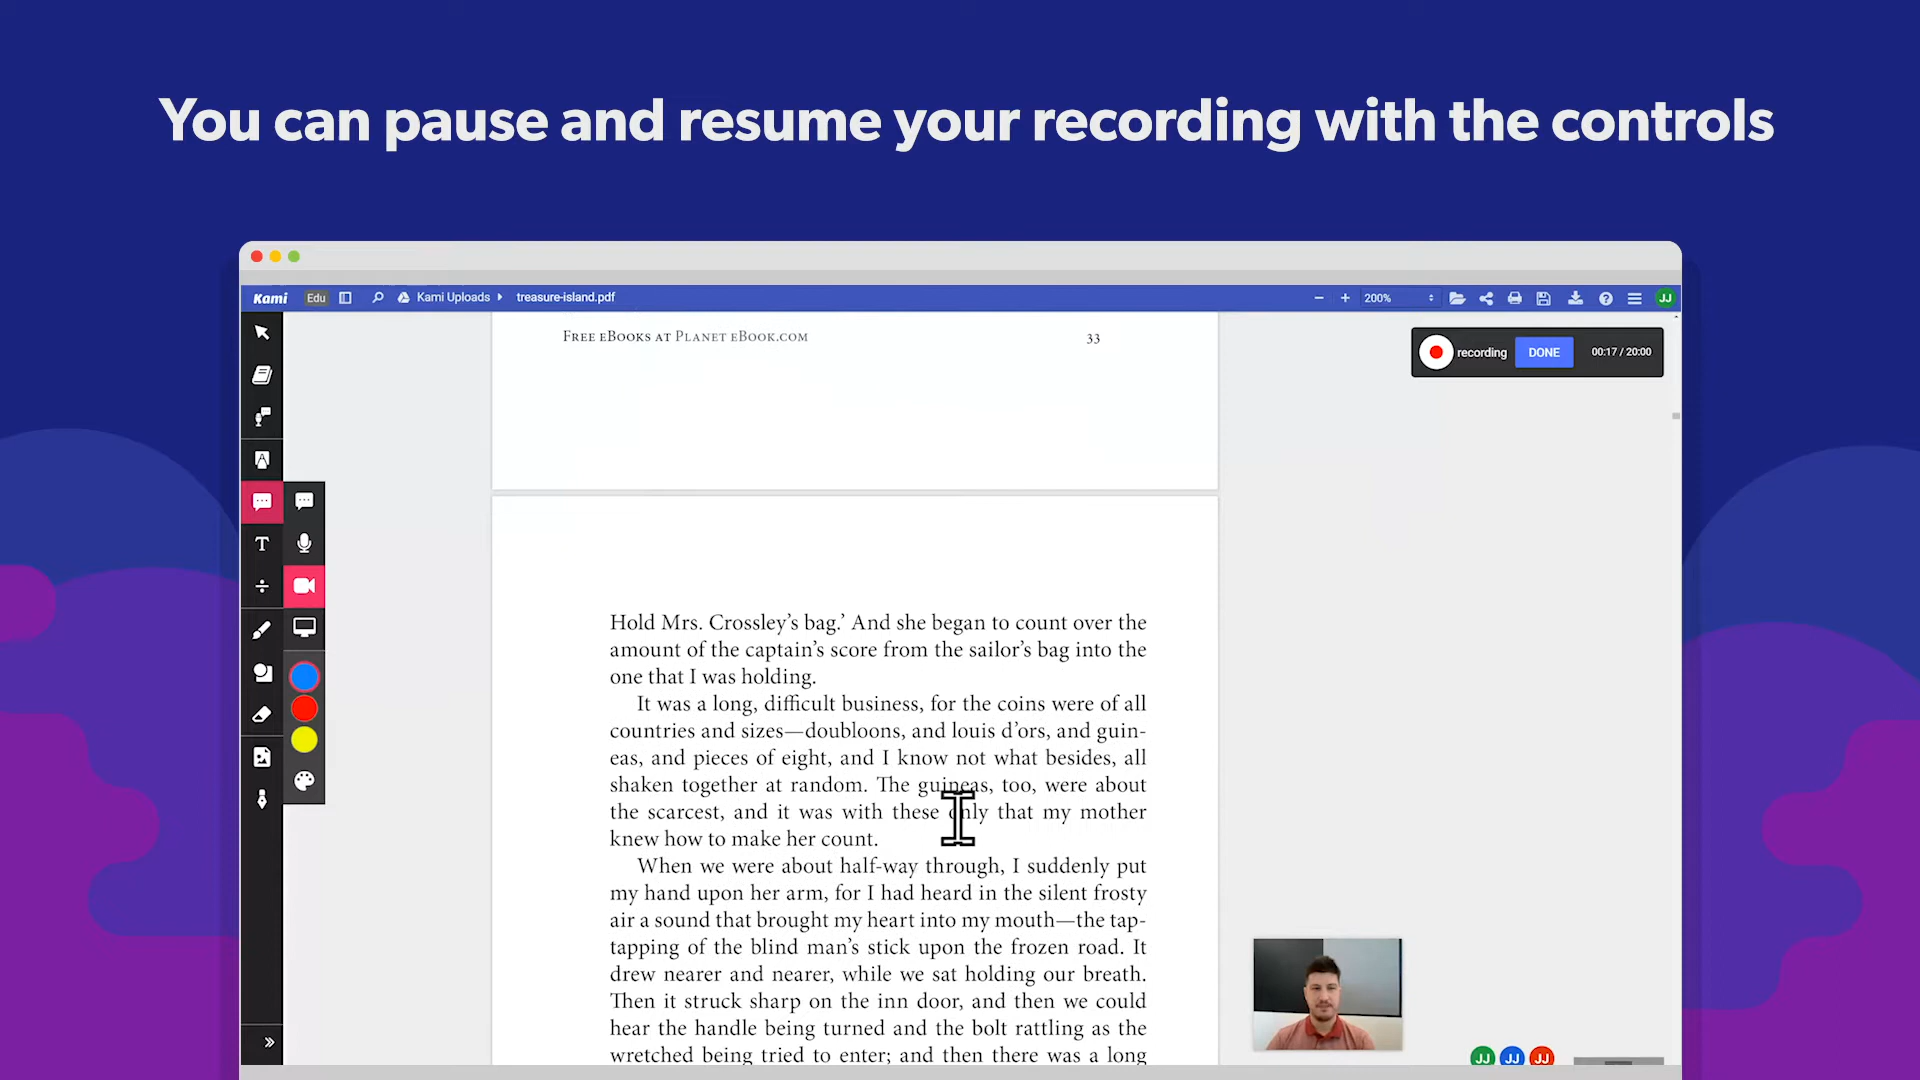 You can pause and resume your recording with the controls
Kami Edu Kami Uploads treasure-island.pdf 200% JJ
FREE EBOOKS AT PLANET EBOOK.COM 33
recording DONE 00:17 / 20:00
T
Hold Mrs. Crossley's bag.' And she began to count over the
amount of the captain's score from the sailor's bag into the
one that I was holding.
It was a long, difficult business, for the coins were of all
countries and sizes—doubloons, and louis d'ors, and guin-
eas, and pieces of eight, and I know not what besides, all
shaken together at random. The guineas, too, were about
the scarcest, and it was with these only that my mother
knew how to make her count.
When we were about half-way through, I suddenly put
my hand upon her arm, for I had heard in the silent frosty
air a sound that brought my heart into my mouth—the tap-
tapping of the blind man's stick upon the frozen road. It
drew nearer and nearer, while we sat holding our breath.
Then it struck sharp on the inn door, and then we could
hear the handle being turned and the bolt rattling as the
wretched being tried to enter; and then there was a long
JJ JJ JJ